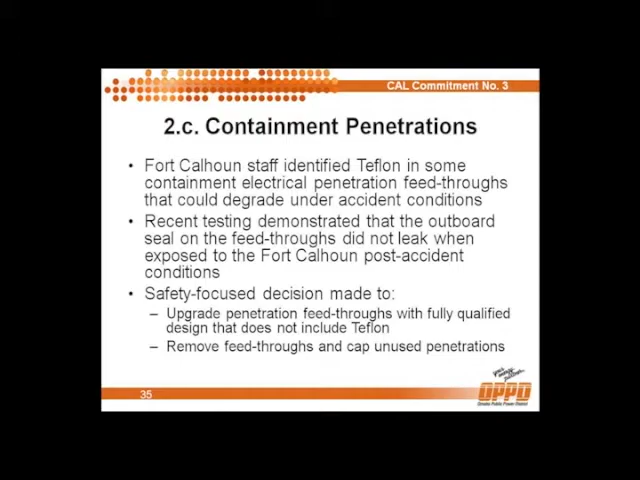 CAL Commitment No. 3
2.c. Containment Penetrations
• Fort Calhoun staff identified Teflon in some
containment electrical penetration feed-throughs
that could degrade under accident conditions
• Recent testing demonstrated that the outboard
seal on the feed-throughs did not leak when
exposed to the Fort Calhoun post-accident
conditions
• Safety-focused decision made to:
– Upgrade penetration feed-throughs with fully qualified
design that does not include Teflon
– Remove feed-throughs and cap unused penetrations
35
OPPD
Omaha Public Power District